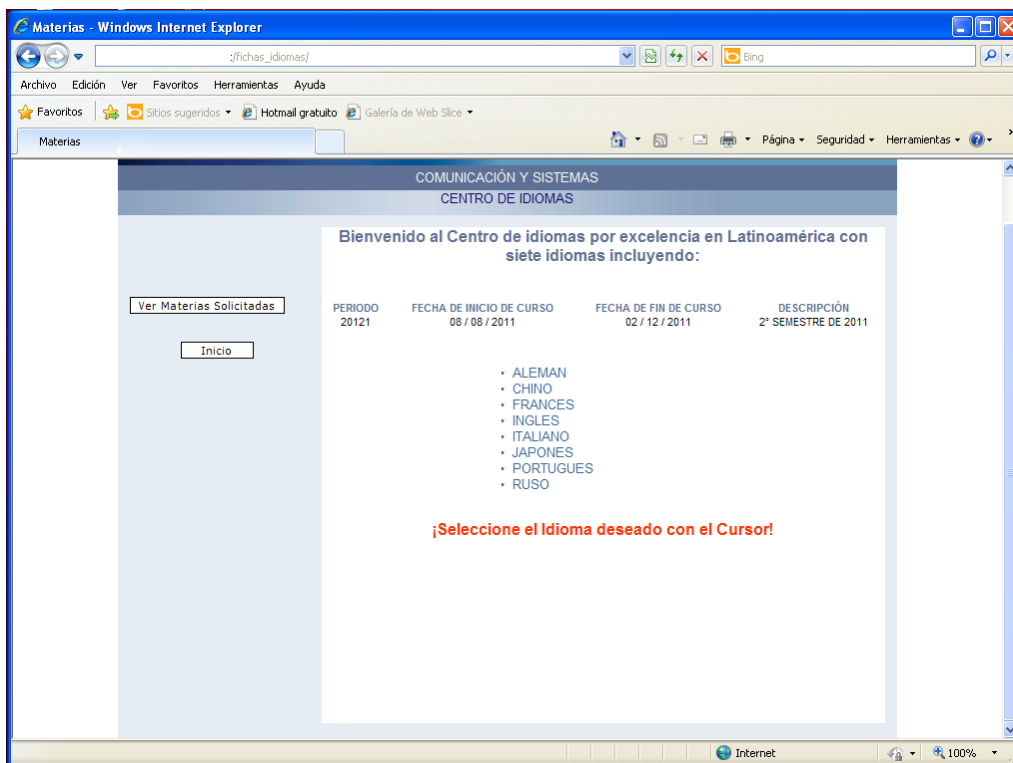 Materias - Windows Internet Explorer
:/fichas_idiomas/
Bing
Archivo Edición Ver Favoritos Herramientas Ayuda
Favoritos Sitios sugeridos Hotmail gratuito Galería de Web Slice
Materias Página Seguridad Herramientas
COMUNICACIÓN Y SISTEMAS
CENTRO DE IDIOMAS
Bienvenido al Centro de idiomas por excelencia en Latinoamérica con
siete idiomas incluyendo:
Ver Materias Solicitadas
Inicio
PERIODO FECHA DE INICIO DE CURSO FECHA DE FIN DE CURSO DESCRIPCIÓN
20121 08 / 08 / 2011 02 / 12 / 2011 2° SEMESTRE DE 2011
• ALEMAN
• CHINO
• FRANCES
• INGLES
• ITALIANO
• JAPONES
• PORTUGUES
• RUSO
¡Seleccione el Idioma deseado con el Cursor!
Internet 100%